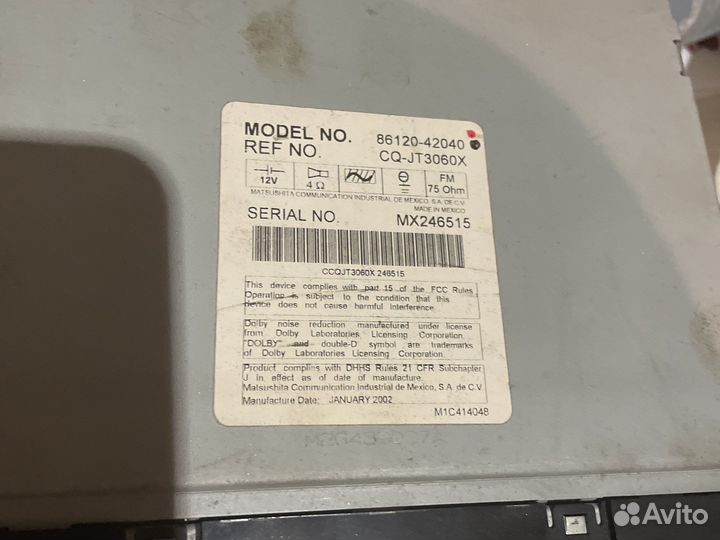 MODEL NO. 86120-42040
REF NO. CQ-JT3060X
12V 4 Ω FM 75 Ohm
MATSUSHITA COMMUNICATION INDUSTRIAL DE MEXICO, S.A. DE C.V.
MADE IN MEXICO
SERIAL NO. MX246515
CCQJT3060X 246515
This device complies with part 15 of the FCC Rules
Operation is subject to the condition that this
device does not cause harmful interference.
Dolby noise reduction manufactured under license
from Dolby Laboratories Licensing Corporation.
"DOLBY" and double-D symbol are trademarks
of Dolby Laboratories Licensing Corporation.
Product complies with DHHS Rules 21 CFR Subchapter
J in effect as of date of manufacture.
Matsushita Communication Industrial de Mexico, S.A. de C.V
Manufacture Date: JANUARY 2002
M1C414048
Avito